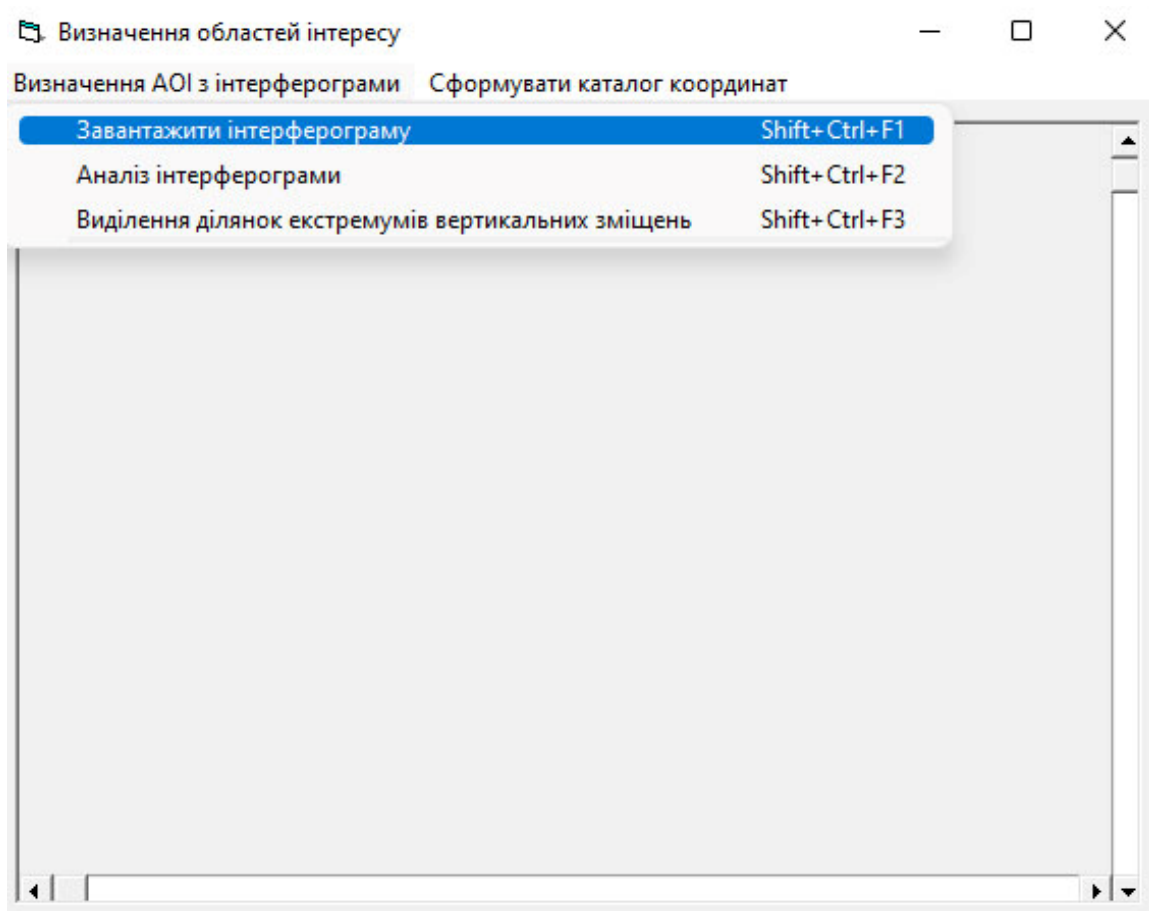 Визначення областей інтересу
Визначення AOI з інтерферограми Сформувати каталог координат
Завантажити інтерферограму Shift+Ctrl+F1
Аналіз інтерферограми Shift+Ctrl+F2
Виділення ділянок екстремумів вертикальних зміщень Shift+Ctrl+F3